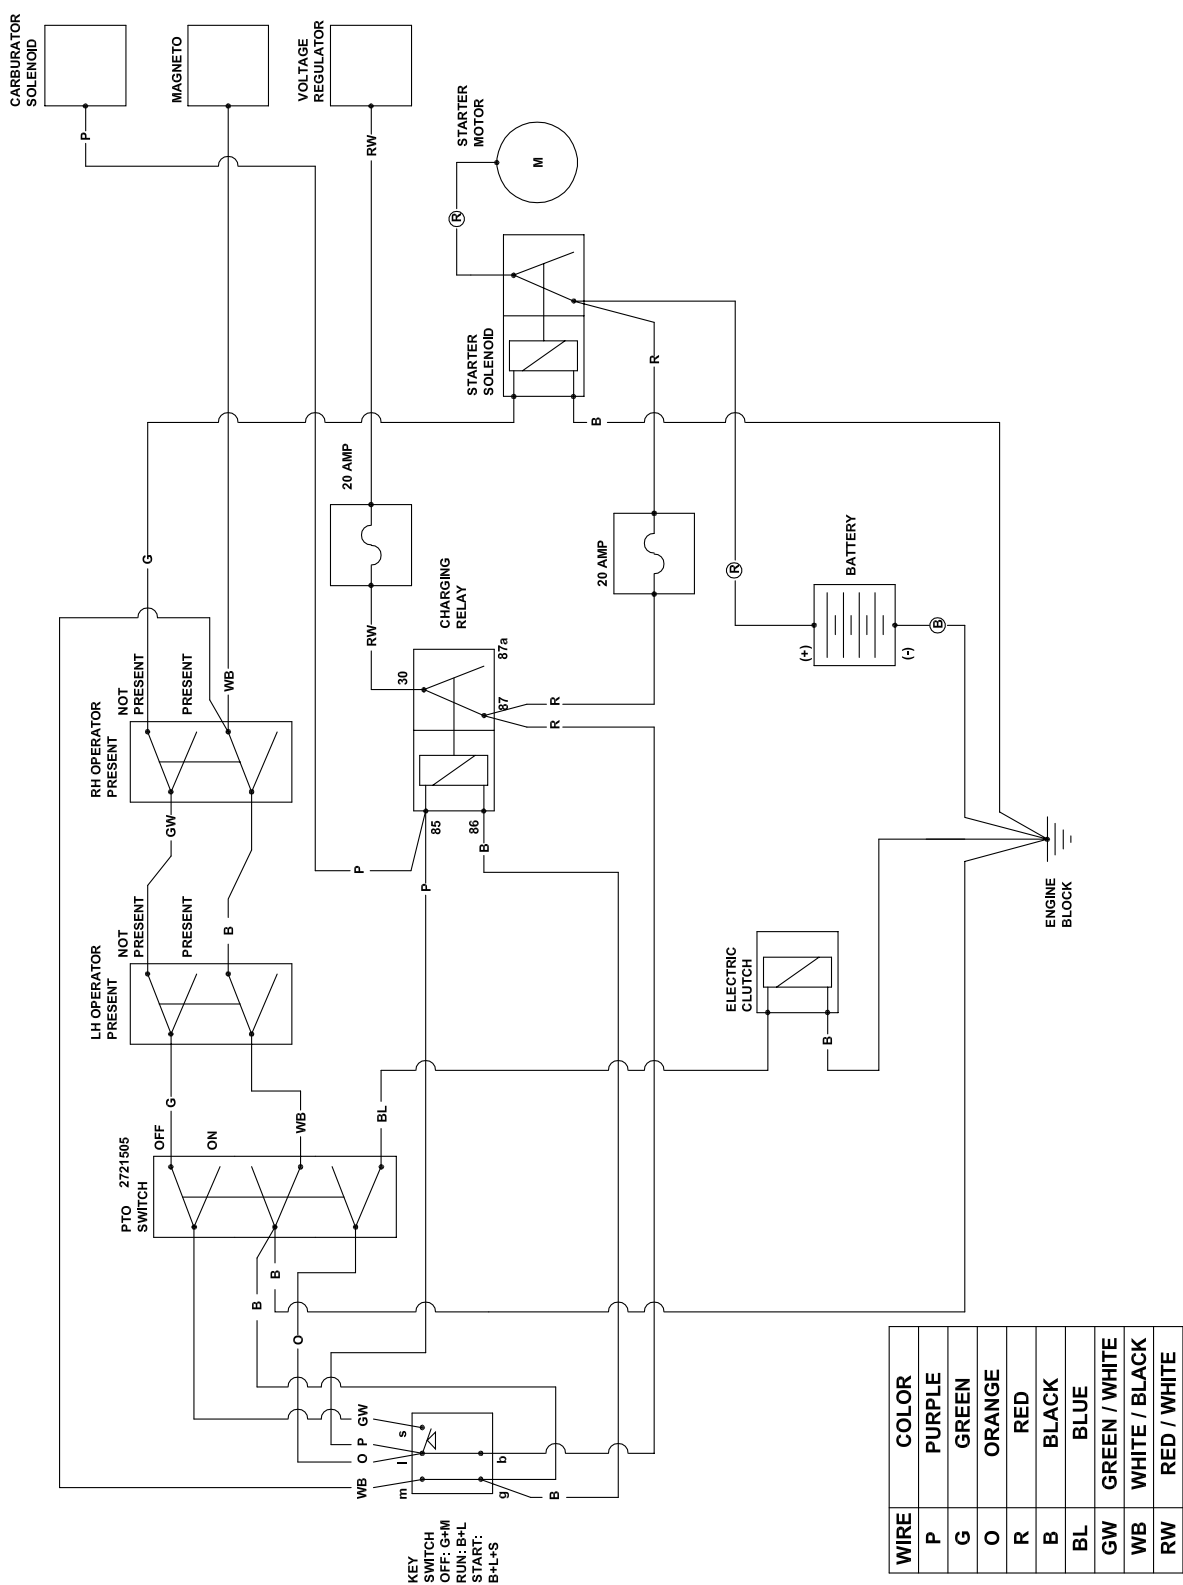 CARBURATOR
SOLENOID
MAGNETO
VOLTAGE
REGULATOR
STARTER
MOTOR
M
P
RW
R
STARTER
SOLENOID
R
B
20 AMP
G
WB
RW
CHARGING
RELAY
30
87a
87
R
R
85
86
B
P
P
20 AMP
R
BATTERY
(+)
(-)
B
RH OPERATOR
PRESENT
NOT
PRESENT
PRESENT
GW
B
LH OPERATOR
PRESENT
NOT
PRESENT
PRESENT
G
WB
BL
ELECTRIC
CLUTCH
B
ENGINE
BLOCK
PTO 2721505
SWITCH
OFF
ON
B
B
O
GW
P
O
WB
s
l
m
b
g
B
KEY
SWITCH
OFF: G+M
RUN: B+L
START:
B+L+S
WIRE COLOR
P PURPLE
G GREEN
O ORANGE
R RED
B BLACK
BL BLUE
GW GREEN / WHITE
WB WHITE / BLACK
RW RED / WHITE